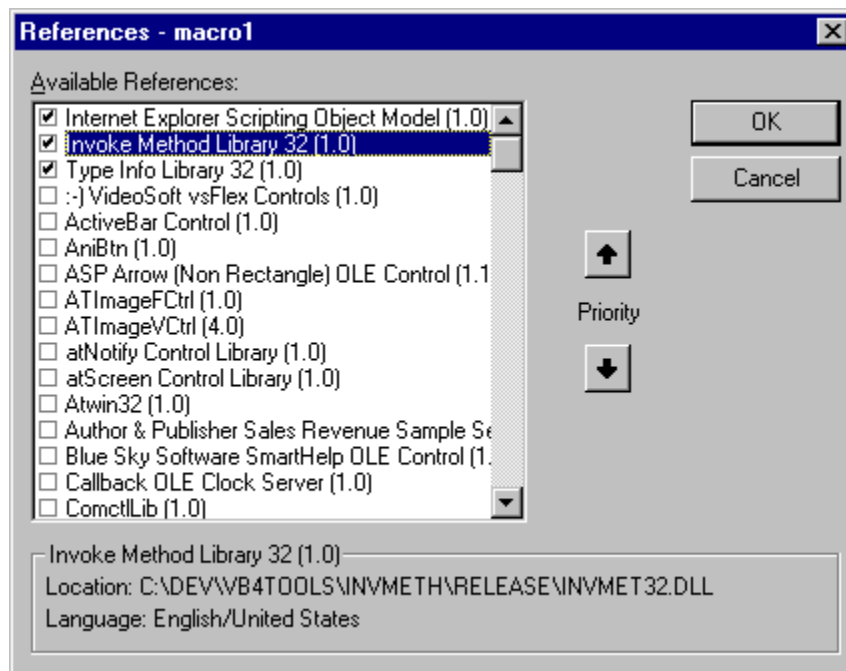 References - macro1
Available References:
Internet Explorer Scripting Object Model (1.0)
Invoke Method Library 32 (1.0)
Type Info Library 32 (1.0)
:-) VideoSoft vsFlex Controls (1.0)
ActiveBar Control (1.0)
AniBtn (1.0)
ASP Arrow (Non Rectangle) OLE Control (1.1
ATImageFCtrl (1.0)
ATImageVCtrl (4.0)
atNotify Control Library (1.0)
atScreen Control Library (1.0)
Atwin32 (1.0)
Author & Publisher Sales Revenue Sample Se
Blue Sky Software SmartHelp OLE Control (1.
Callback OLE Clock Server (1.0)
ComctlLib (1.0)
OK
Cancel
Priority
Invoke Method Library 32 (1.0)
Location: C:\DEV\VB4TOOLS\INVMETH\RELEASE\INVMET32.DLL
Language: English/United States